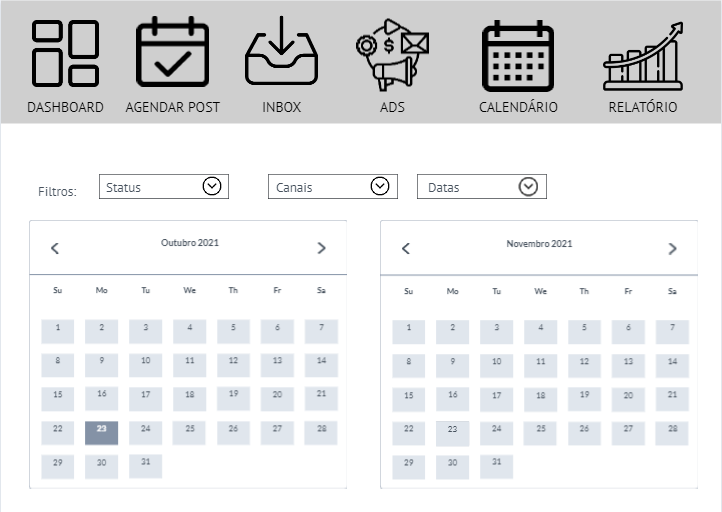 DASHBOARD AGENDAR POST INBOX ADS CALENDÁRIO RELATÓRIO
Filtros: Status Canais Datas
Outubro 2021
Su Mo Tu We Th Fr Sa
1 2 3 4 5 6 7
8 9 10 11 12 13 14
15 16 17 18 19 20 21
22 23 24 25 26 27 28
29 30 31
Novembro 2021
Su Mo Tu We Th Fr Sa
1 2 3 4 5 6 7
8 9 10 11 12 13 14
15 16 17 18 19 20 21
22 23 24 25 26 27 28
29 30 31